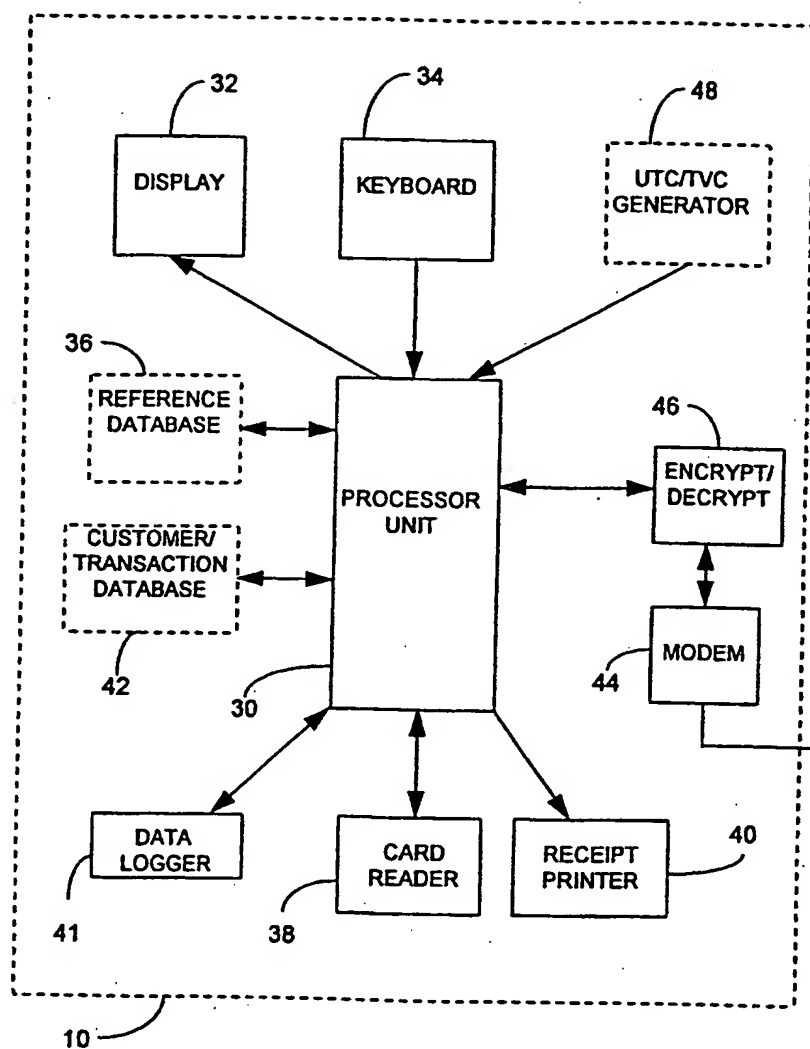 32
34
48
DISPLAY
KEYBOARD
UTC/TVC
GENERATOR
36
REFERENCE
DATABASE
46
ENCRYPT/
DECRYPT
PROCESSOR
UNIT
CUSTOMER/
TRANSACTION
DATABASE
42
30
MODEM
44
DATA
LOGGER
41
CARD
READER
38
RECEIPT
PRINTER
40
10